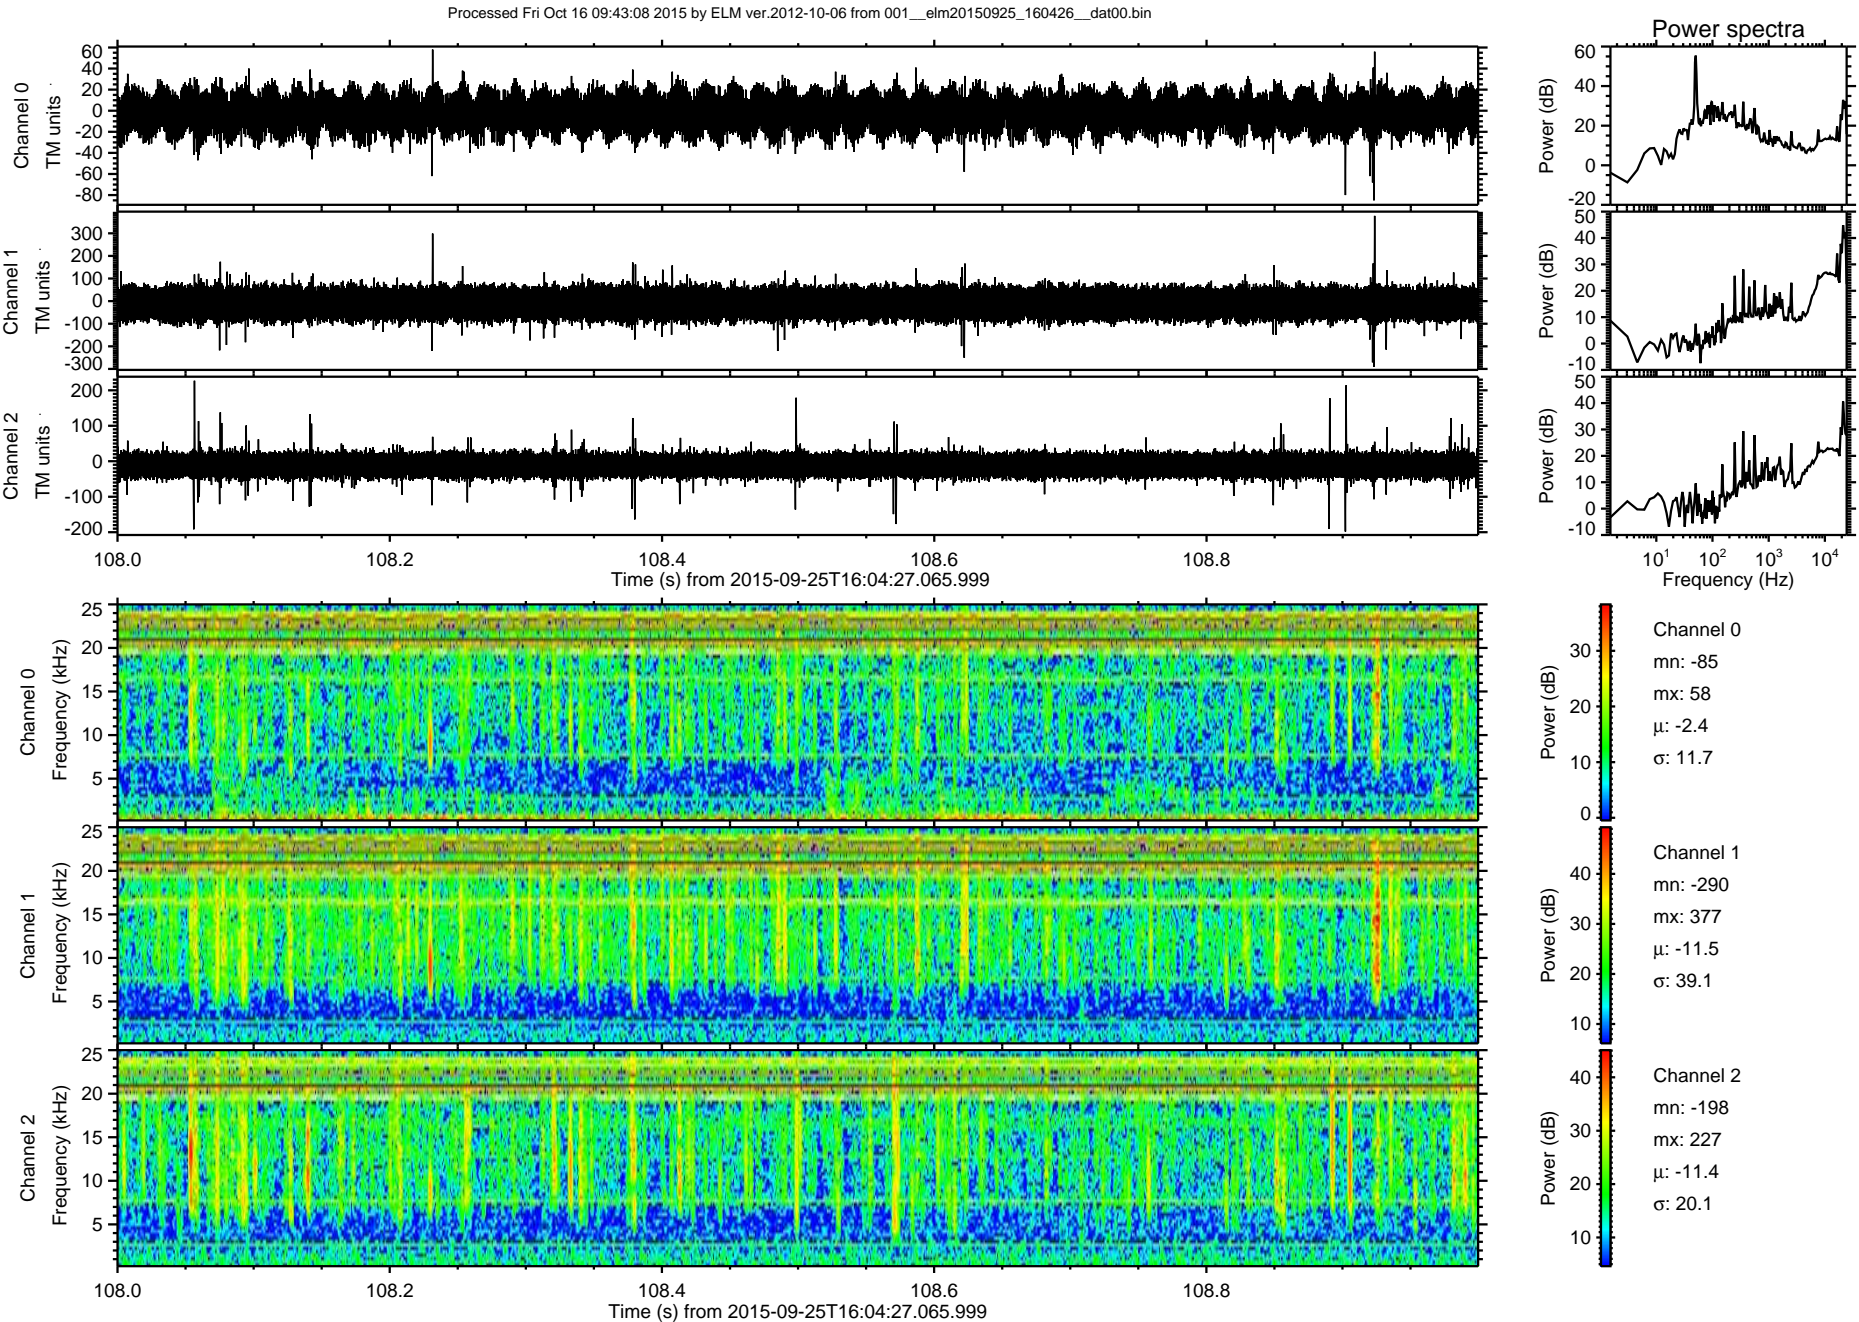 Processed Fri Oct 16 09:43:08 2015 by ELM ver.2012-10-06 from 001__elm20150925_160426__dat00.bin
Power spectra
Channel 0
TM units
60
40
20
0
-20
-40
-60
-80
Power (dB)
60
40
20
0
-20
Channel 1
TM units
300
200
100
0
-100
-200
-300
Power (dB)
50
40
30
20
10
0
-10
Channel 2
TM units
200
100
0
-100
-200
Power (dB)
50
40
30
20
10
0
-10
108.0 108.2 108.4 108.6 108.8
Time (s) from 2015-09-25T16:04:27.065.999
10¹ 10² 10³ 10⁴
Frequency (Hz)
Channel 0
Frequency (kHz)
25
20
15
10
5
Power (dB)
30
20
10
0
Channel 0
mn: -85
mx: 58
μ: -2.4
σ: 11.7
Channel 1
Frequency (kHz)
25
20
15
10
5
Power (dB)
40
30
20
10
Channel 1
mn: -290
mx: 377
μ: -11.5
σ: 39.1
Channel 2
Frequency (kHz)
25
20
15
10
5
Power (dB)
40
30
20
10
Channel 2
mn: -198
mx: 227
μ: -11.4
σ: 20.1
108.0 108.2 108.4 108.6 108.8
Time (s) from 2015-09-25T16:04:27.065.999